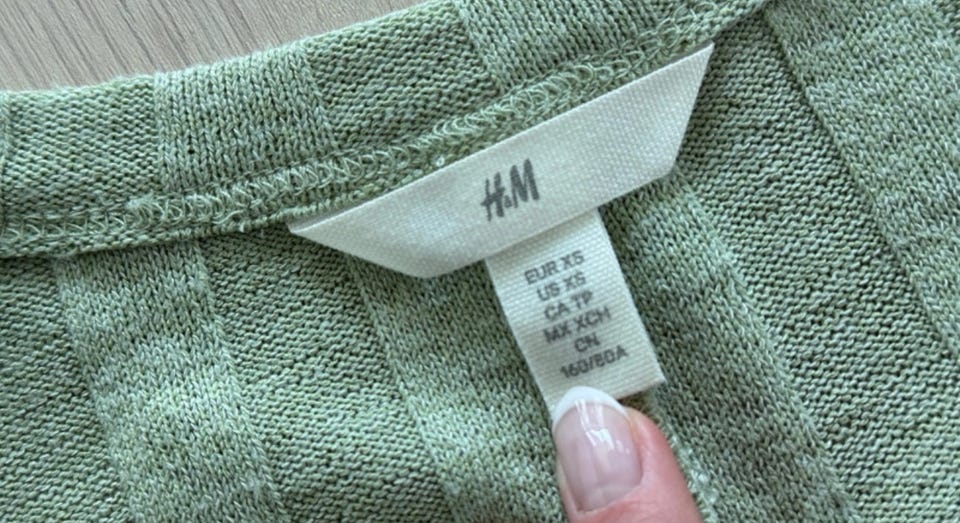 H&M
EUR XS
US XS
CA TP
MX XCH
CN
160/80A